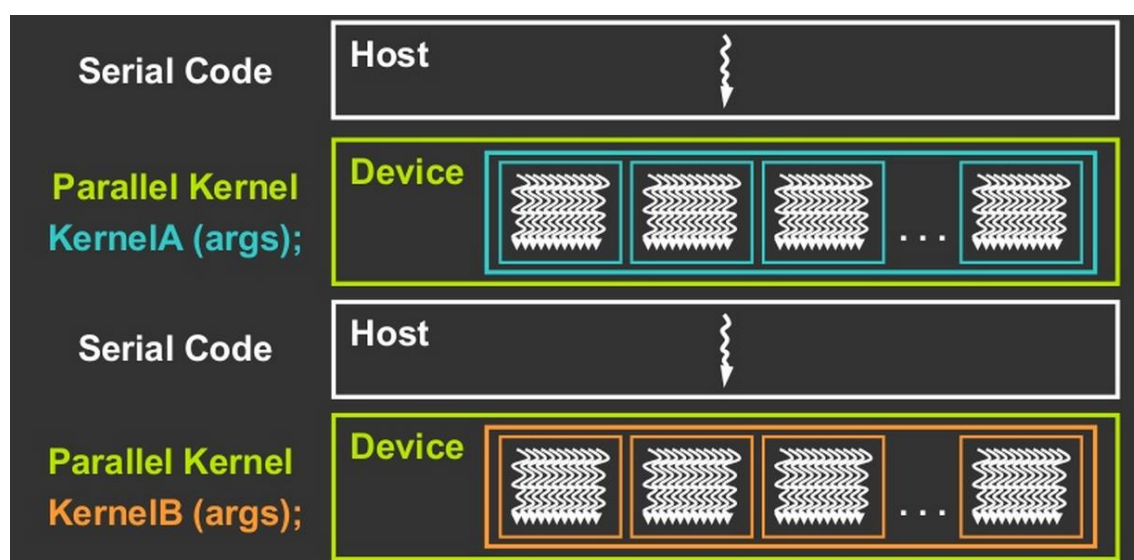 Serial Code
Host
Parallel Kernel
KernelA (args);
Device
. . .
Serial Code
Host
Parallel Kernel
KernelB (args);
Device
. . .